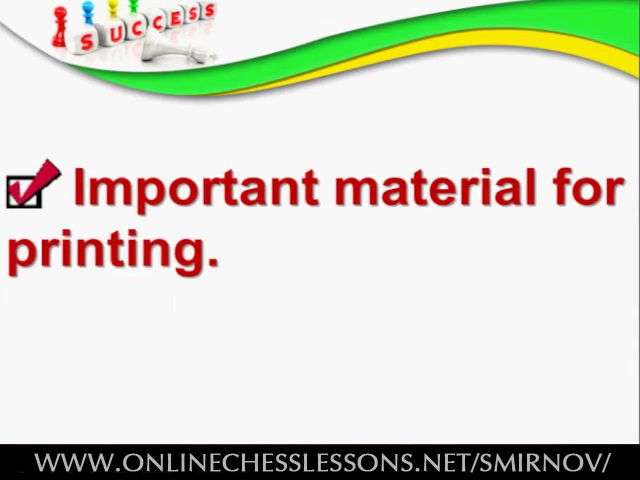 SUCCESS
Important material for
printing.
WWW.ONLINECHESSLESSONS.NET/SMIRNOV/